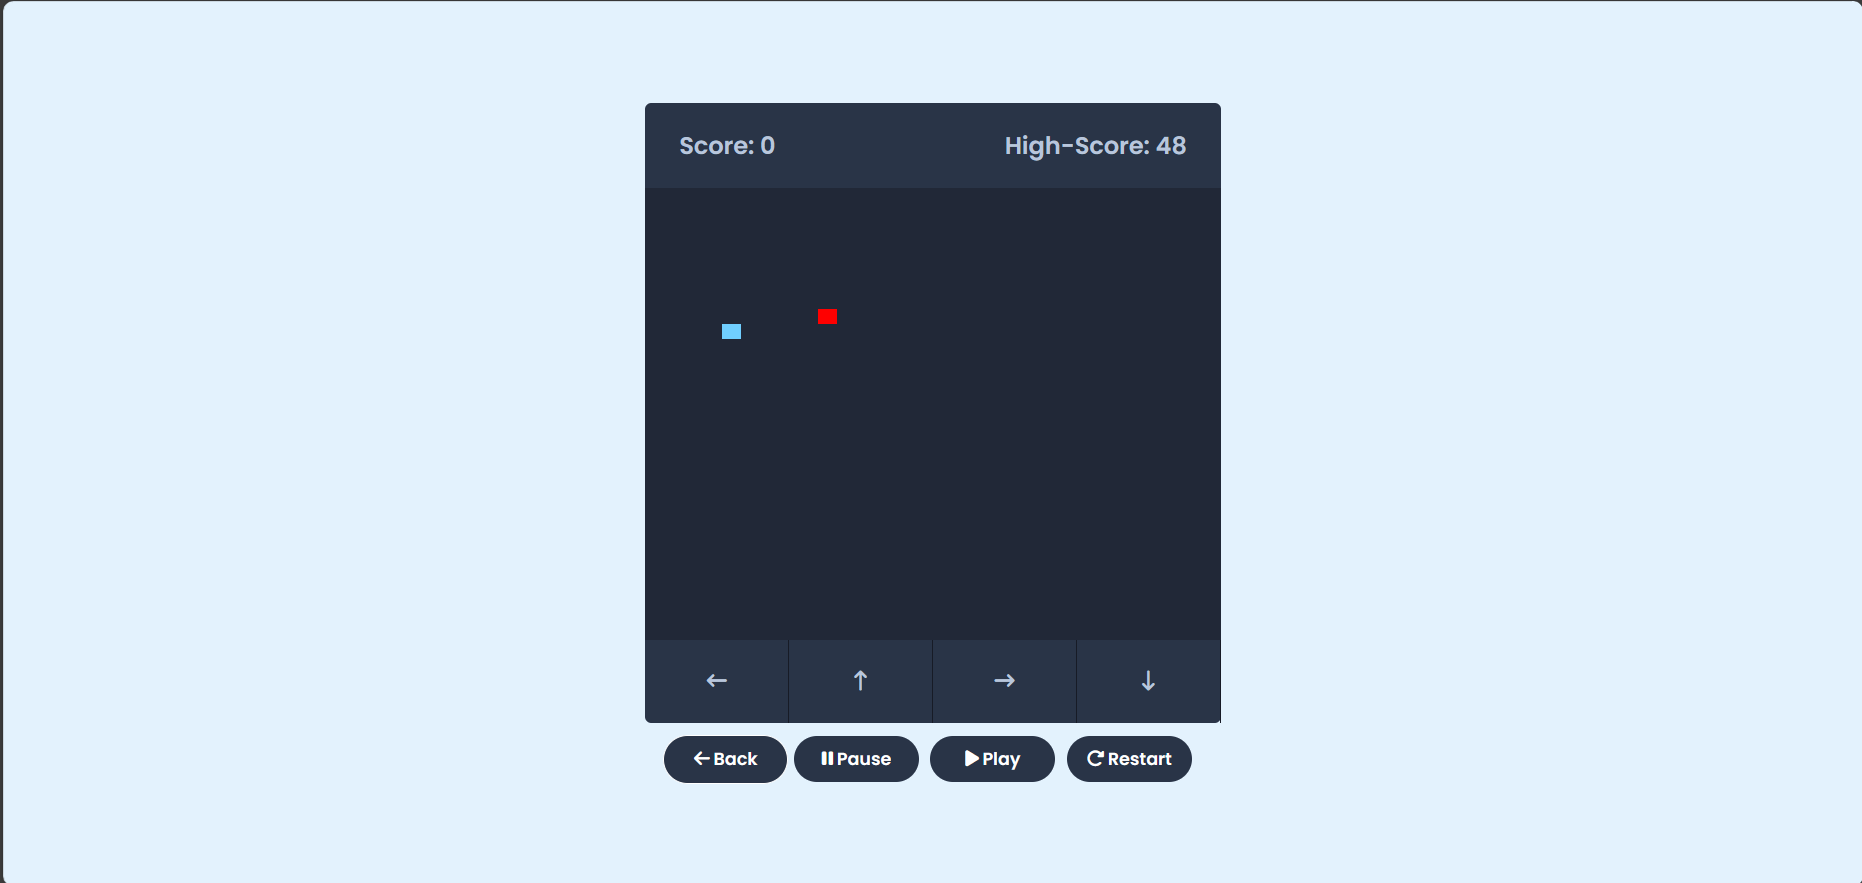 Score: 0 High-Score: 48
← ↑ → ↓
Back Pause Play Restart